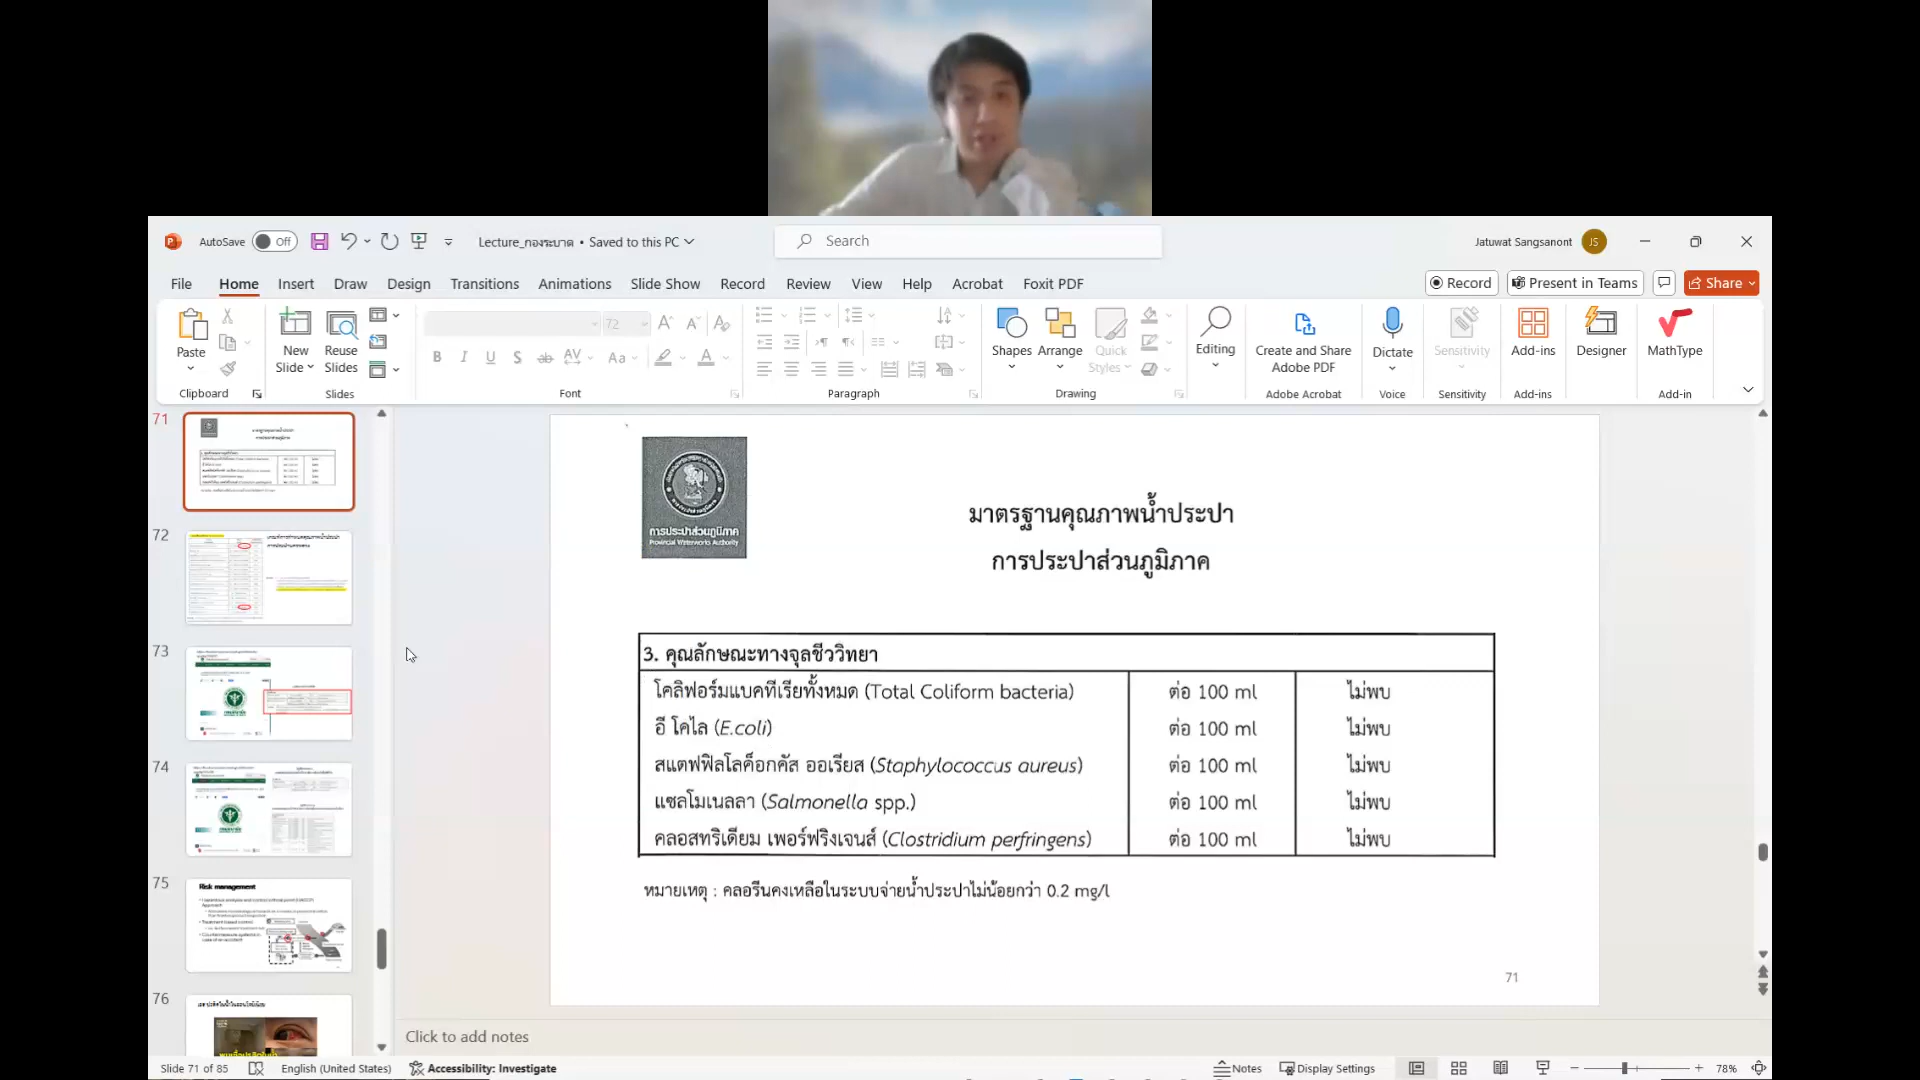 AutoSave Off Lecture_กองระบาด • Saved to this PC Search Jatuwat Sangsanont JS
File Home Insert Draw Design Transitions Animations Slide Show Record Review View Help Acrobat Foxit PDF Record Present in Teams Share
72
Paste New Slide Reuse Slides Shapes Arrange Quick Styles Editing Create and Share Adobe PDF Dictate Sensitivity Add-ins Designer MathType
Clipboard Slides Font Paragraph Drawing Adobe Acrobat Voice Sensitivity Add-ins Add-in
71
72
73
74
75
Risk management
76
การประปาส่วนภูมิภาค
Provincial Waterworks Authority
มาตรฐานคุณภาพน้ำประปา
การประปาส่วนภูมิภาค
3. คุณลักษณะทางจุลชีววิทยา
โคลิฟอร์มแบคทีเรียทั้งหมด (Total Coliform bacteria) ต่อ 100 ml ไม่พบ
อี โคไล (E.coli) ต่อ 100 ml ไม่พบ
สแตฟฟิลโลค็อกคัส ออเรียส (Staphylococcus aureus) ต่อ 100 ml ไม่พบ
แซลโมเนลลา (Salmonella spp.) ต่อ 100 ml ไม่พบ
คลอสทริเดียม เพอร์ฟริงเจนส์ (Clostridium perfringens) ต่อ 100 ml ไม่พบ
หมายเหตุ : คลอรีนคงเหลือในระบบจ่ายน้ำประปาไม่น้อยกว่า 0.2 mg/l
71
Click to add notes
Slide 71 of 85 English (United States) Accessibility: Investigate Notes Display Settings 78%